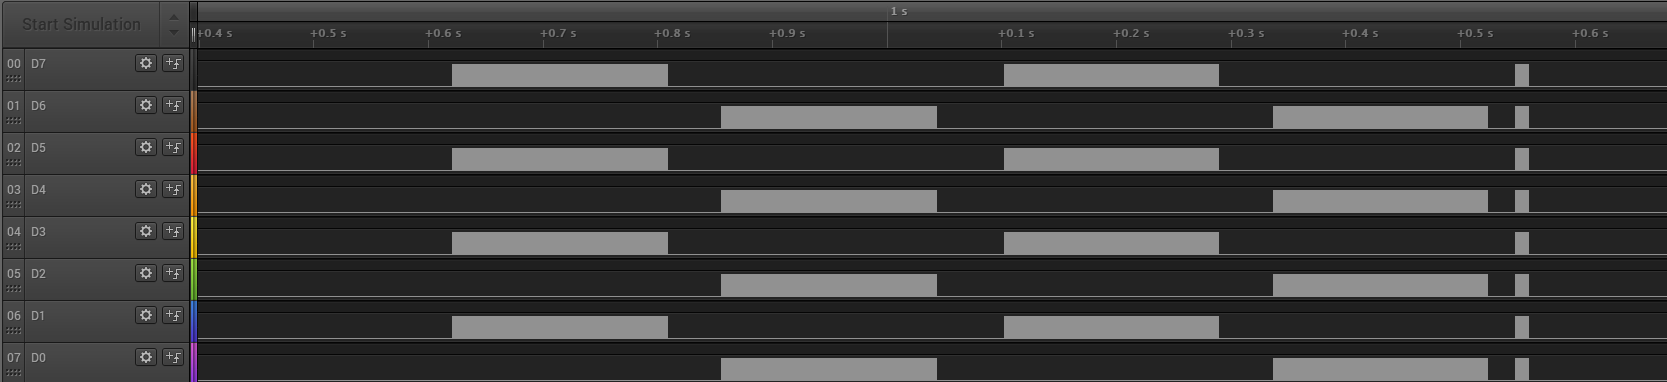 Start Simulation
1 s
+0.4 s +0.5 s +0.6 s +0.7 s +0.8 s +0.9 s +0.1 s +0.2 s +0.3 s +0.4 s +0.5 s +0.6 s
00 D7
01 D6
02 D5
03 D4
04 D3
05 D2
06 D1
07 D0